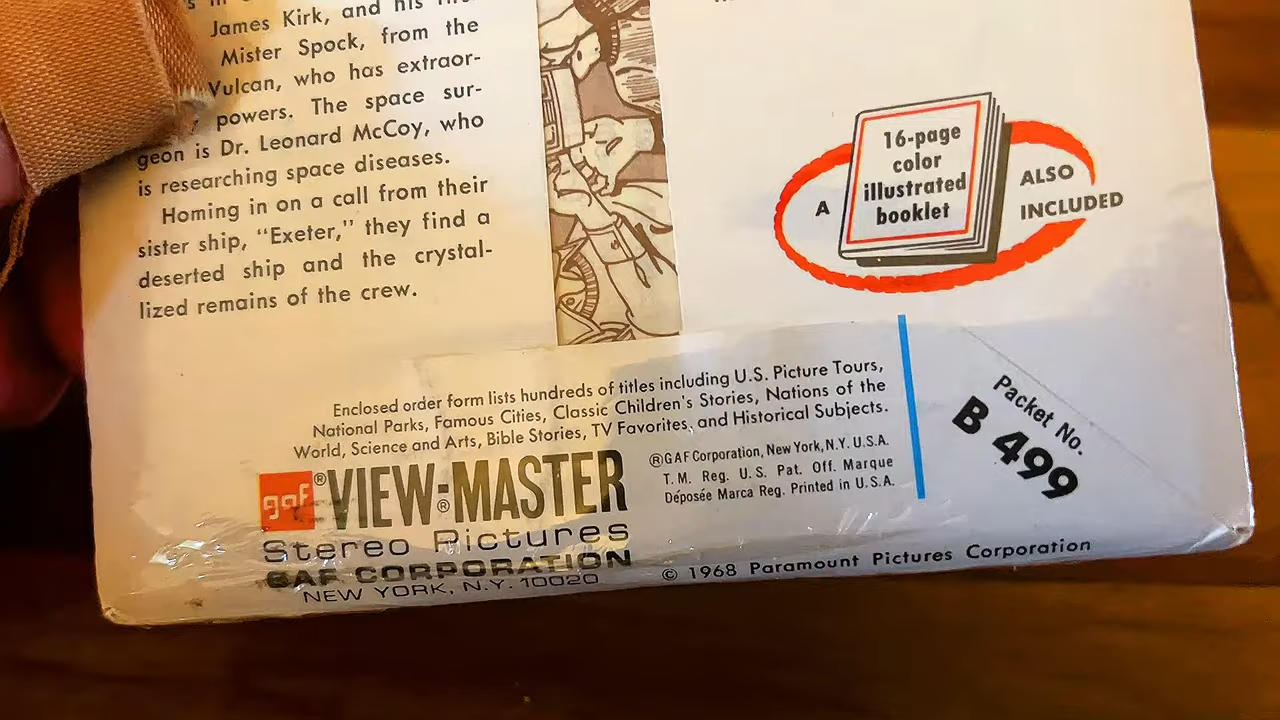 James Kirk, and his
Mister Spock, from the
Vulcan, who has extraor-
powers. The space sur-
geon is Dr. Leonard McCoy, who
is researching space diseases.
Homing in on a call from their
sister ship, “Exeter,” they find a
deserted ship and the crystal-
lized remains of the crew.
16-page
color
illustrated
booklet
A
ALSO
INCLUDED
Enclosed order form lists hundreds of titles including U.S. Picture Tours,
National Parks, Famous Cities, Classic Children's Stories, Nations of the
World, Science and Arts, Bible Stories, TV Favorites, and Historical Subjects.
gaf® VIEW-MASTER®
Stereo Pictures
GAF CORPORATION
NEW YORK, N.Y. 10020
®GAF Corporation, New York, N.Y. U.S.A.
T.M. Reg. U.S. Pat. Off. Marque
Déposée Marca Reg. Printed in U.S.A.
© 1968 Paramount Pictures Corporation
Packet No.
B 499